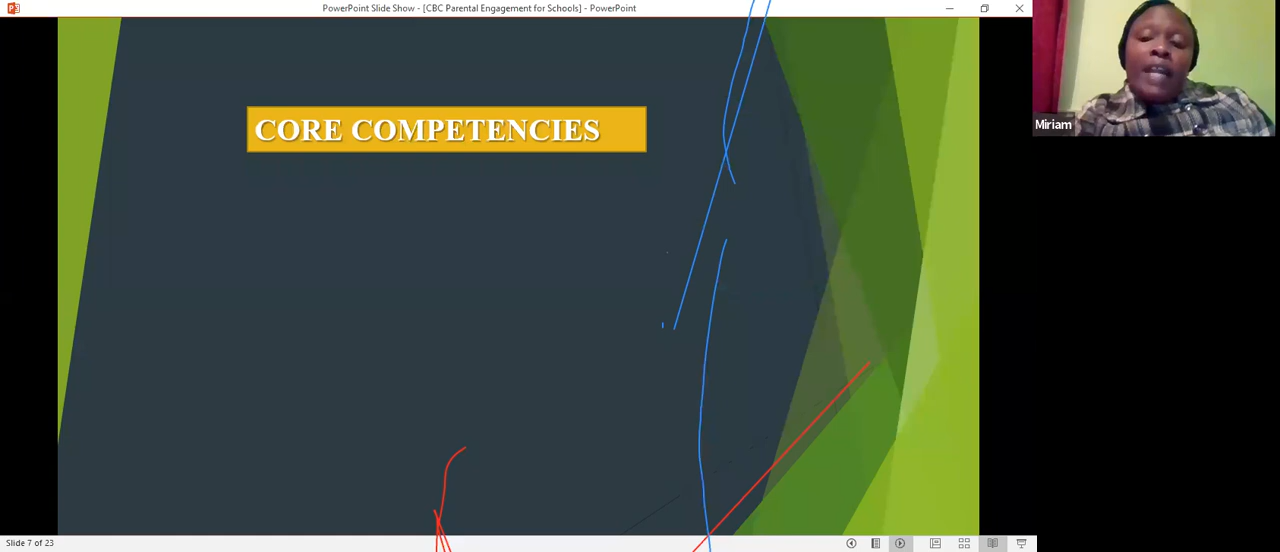 PowerPoint Slide Show - [CBC Parental Engagement for Schools] - PowerPoint
CORE COMPETENCIES
Miriam
Slide 7 of 23